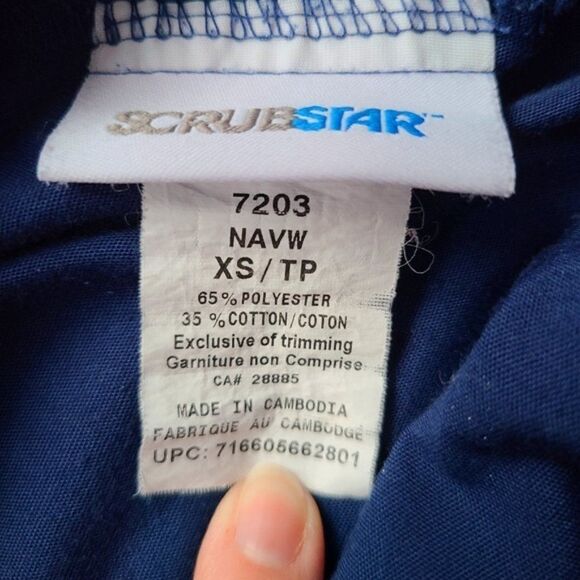 SCRUBSTAR™
7203
NAVW
XS / TP
65 % POLYESTER
35 % COTTON/COTON
Exclusive of trimming
Garniture non Comprise
CA# 28885
MADE IN CAMBODIA
FABRIQUE AU CAMBODGE
UPC: 716605662801